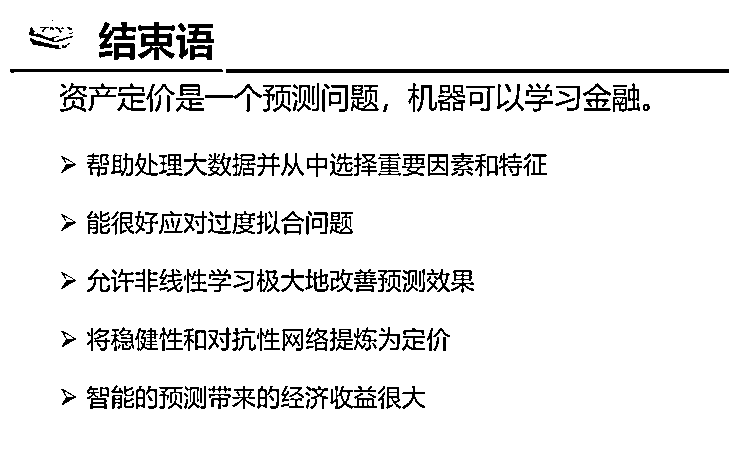 结束语
资产定价是一个预测问题，机器可以学习金融。
➢ 帮助处理大数据并从中选择重要因素和特征
➢ 能很好应对过度拟合问题
➢ 允许非线性学习极大地改善预测效果
➢ 将稳健性和对抗性网络提炼为定价
➢ 智能的预测带来的经济收益很大